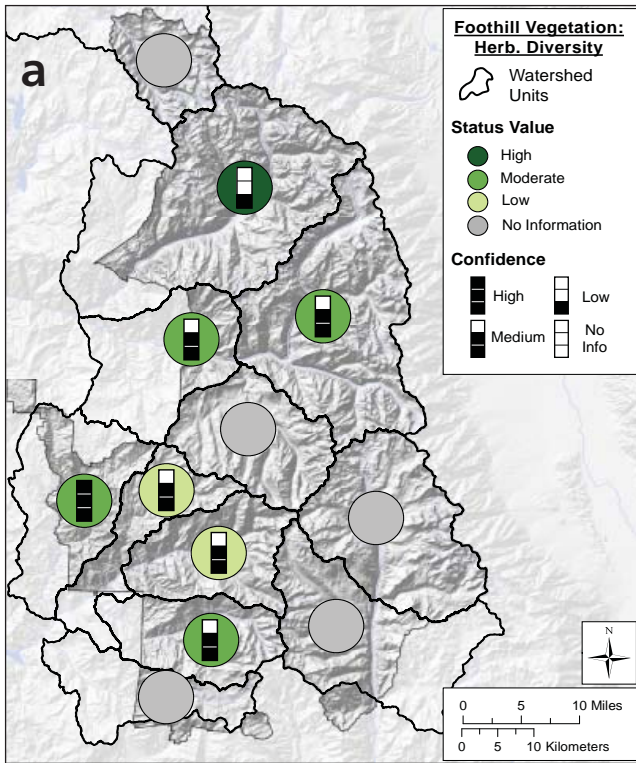 a
Foothill Vegetation:
Herb. Diversity
Watershed
Units
Status Value
High
Moderate
Low
No Information
Confidence
High
Low
Medium
No
Info
N
0 5 10 Miles
0 5 10 Kilometers